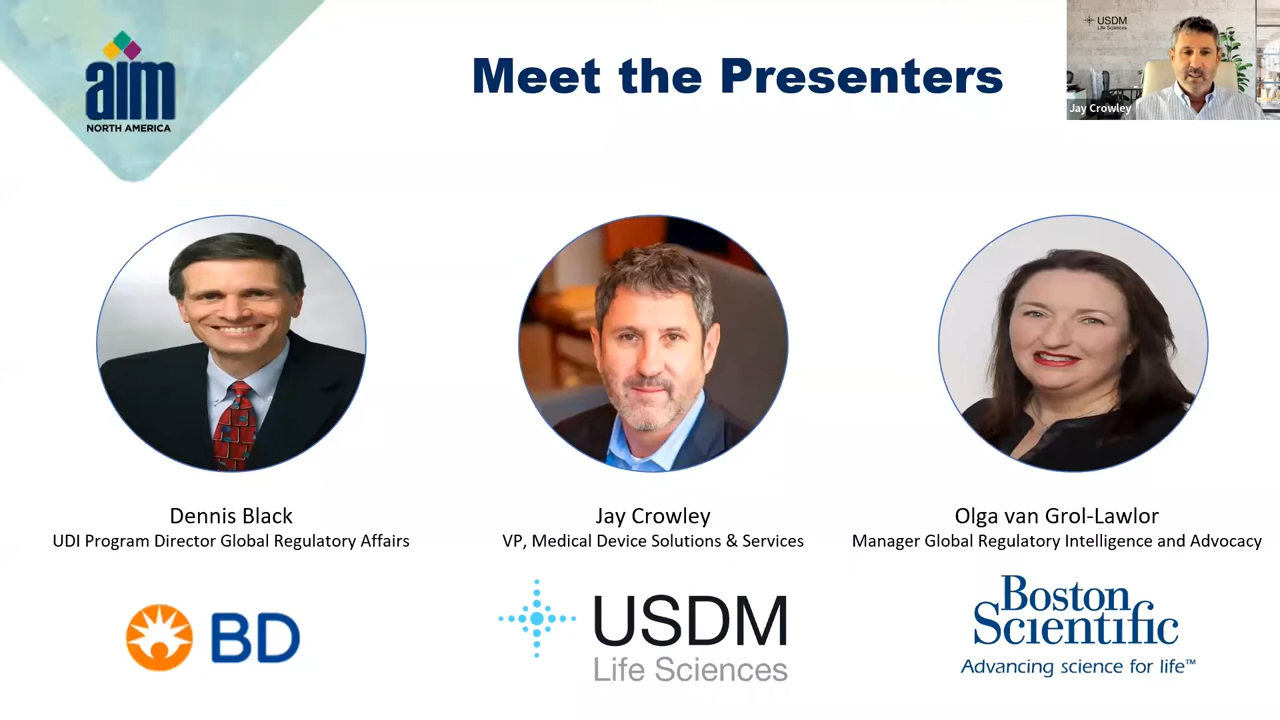 aim
NORTH AMERICA
Meet the Presenters
USDM
Life Sciences
Jay Crowley
Dennis Black
UDI Program Director Global Regulatory Affairs
BD
Jay Crowley
VP, Medical Device Solutions & Services
USDM
Life Sciences
Olga van Grol-Lawlor
Manager Global Regulatory Intelligence and Advocacy
Boston
Scientific
Advancing science for life™